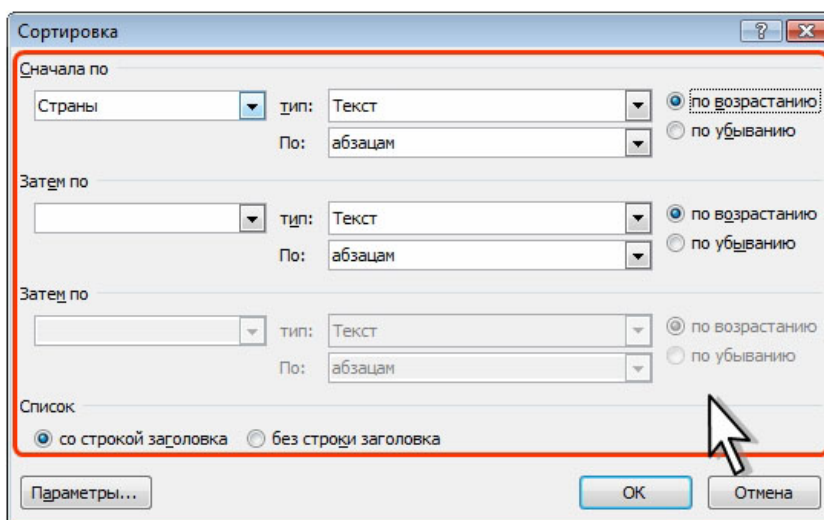 Сортировка
Сначала по
Страны тип: Текст по возрастанию
По: абзацам по убыванию
Затем по
тип: Текст по возрастанию
По: абзацам по убыванию
Затем по
тип: Текст по возрастанию
По: абзацам по убыванию
Список
со строкой заголовка без строки заголовка
Параметры... ОК Отмена